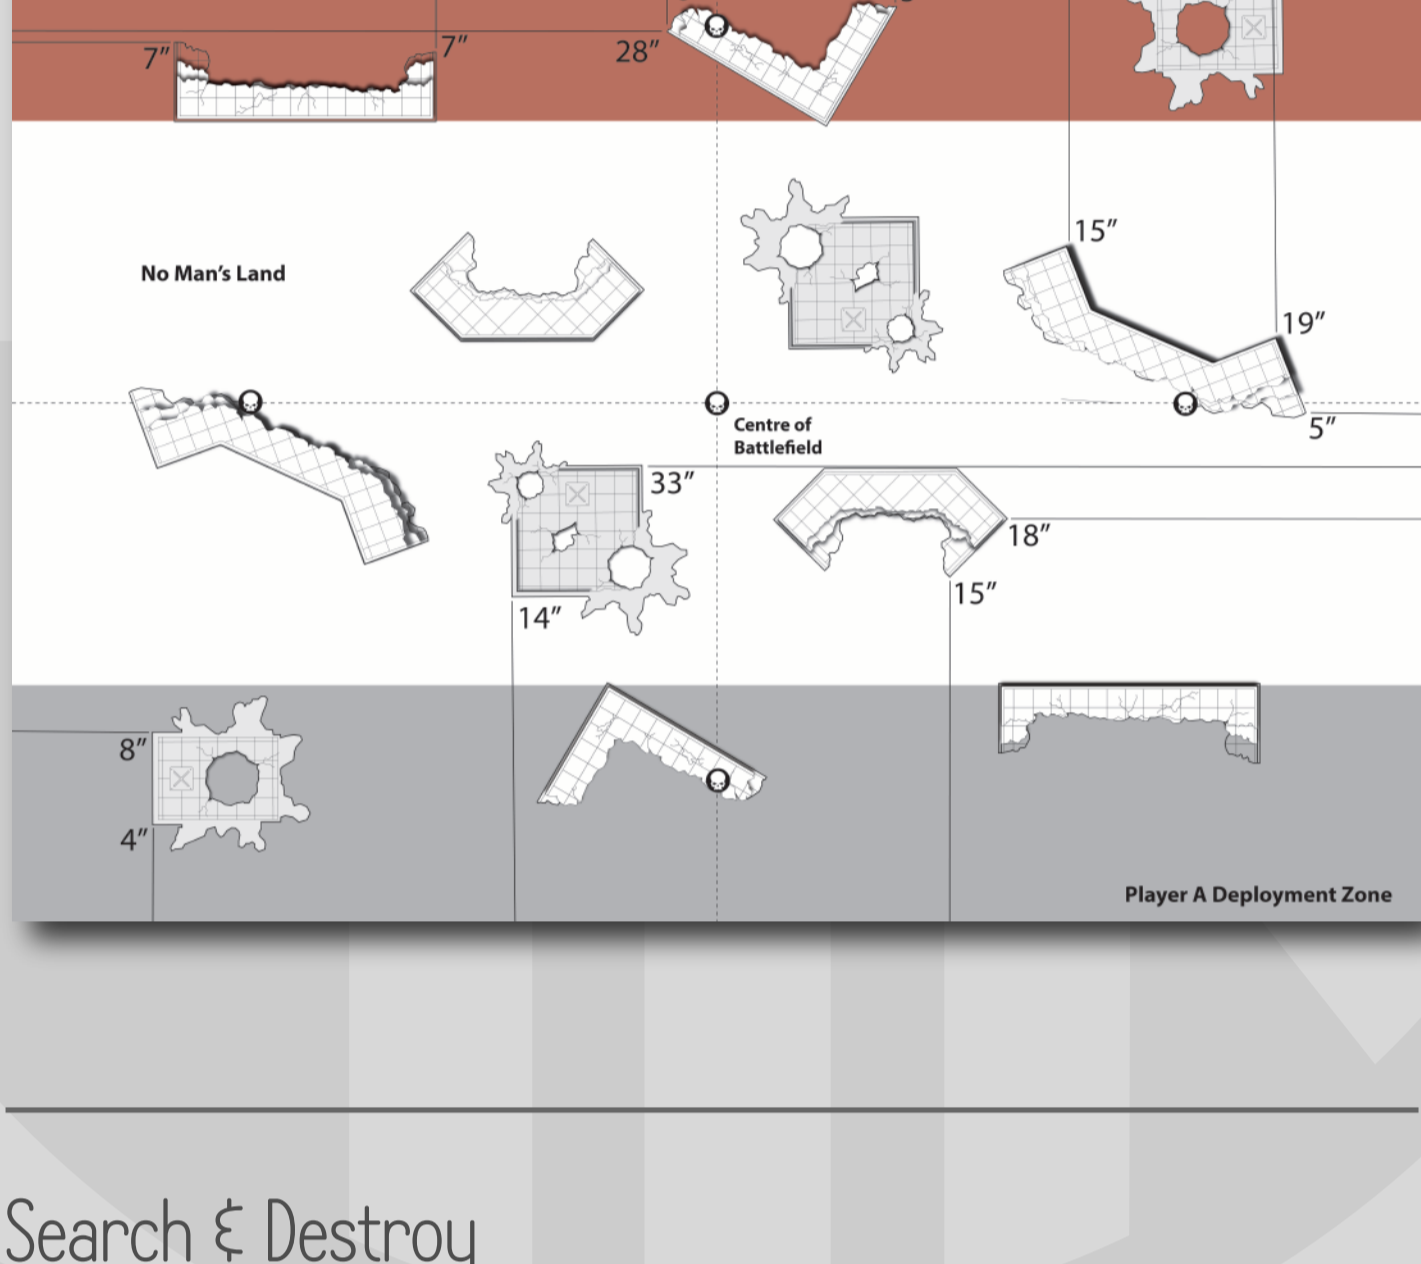 7″
7″
28″
15″
No Man’s Land
19″
Centre of
Battlefield
5″
33″
18″
15″
14″
8″
4″
Player A Deployment Zone
Search & Destroy